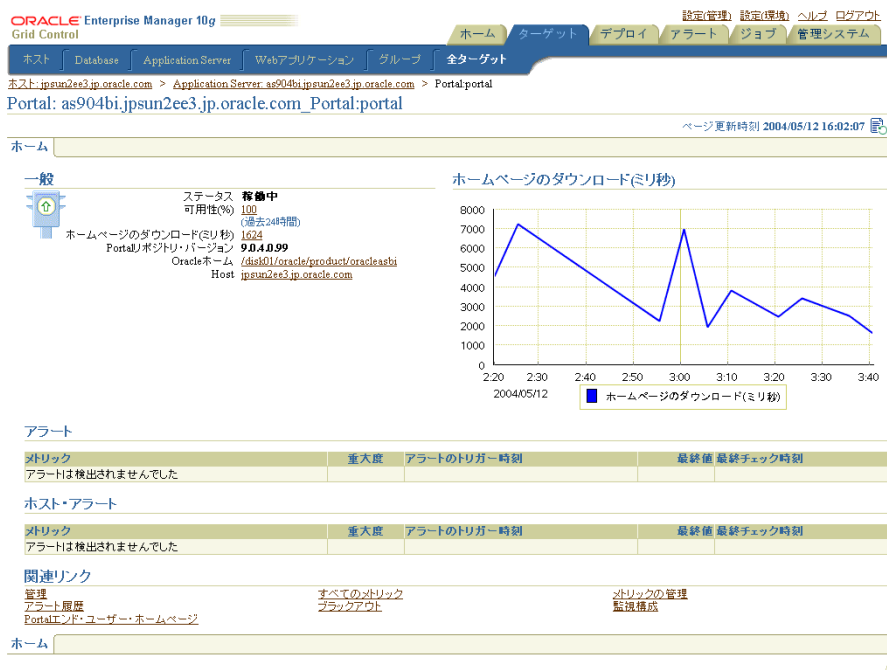 ORACLE Enterprise Manager 10g
Grid Control
設定(管理) 設定(環境) ヘルプ ログアウト
ホーム ターゲット デプロイ アラート ジョブ 管理システム
ホスト Database Application Server Webアプリケーション グループ 全ターゲット
ホスト: jpsun2ee3.jp.oracle.com > Application Server: as904bi.jpsun2ee3.jp.oracle.com > Portal:portal
Portal: as904bi.jpsun2ee3.jp.oracle.com_Portal:portal
ページ更新時刻 2004/05/12 16:02:07
ホーム
一般
ステータス 稼働中
可用性(%) 100
(過去24時間)
ホームページのダウンロード(ミリ秒) 1624
Portalリポジトリ・バージョン 9.0.4.0.99
Oracleホーム /disk01/oracle/product/oracleasbi
Host jpsun2ee3.jp.oracle.com
ホームページのダウンロード(ミリ秒)
8000
7000
6000
5000
4000
3000
2000
1000
0
2:20 2:30 2:40 2:50 3:00 3:10 3:20 3:30 3:40
2004/05/12
ホームページのダウンロード(ミリ秒)
アラート
メトリック 重大度 アラートのトリガー時刻 最終値 最終チェック時刻
アラートは検出されませんでした
ホスト・アラート
メトリック 重大度 アラートのトリガー時刻 最終値 最終チェック時刻
アラートは検出されませんでした
関連リンク
管理 すべてのメトリック メトリックの管理
アラート履歴 ブラックアウト 監視構成
Portalエンド・ユーザー・ホームページ
ホーム